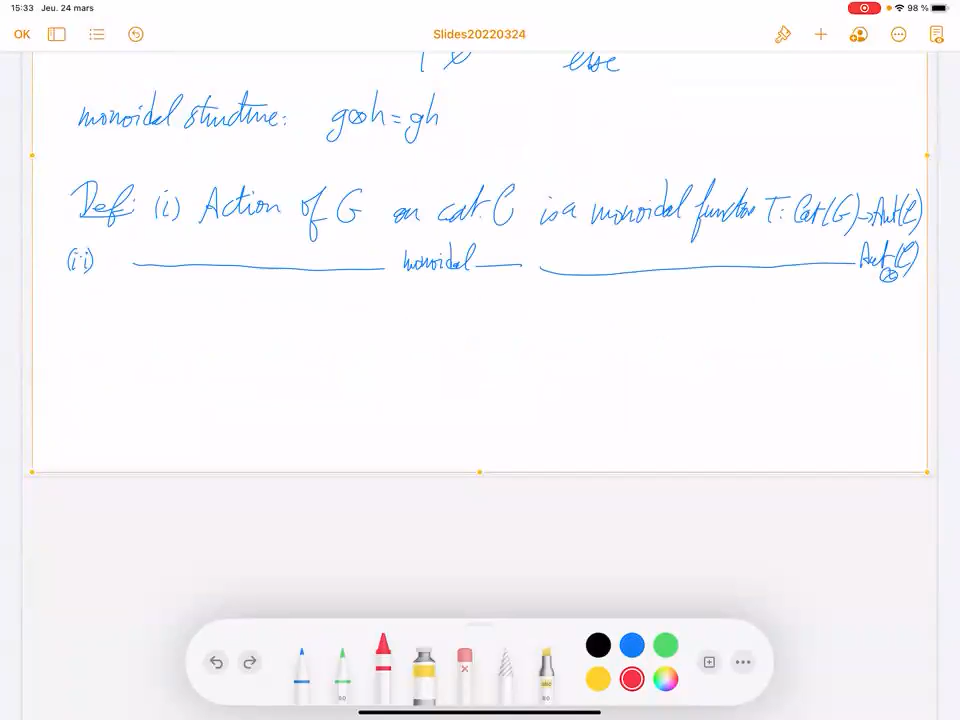 15:33 Jeu. 24 mars
98 %
OK
Slides20220324
else
monoidal structure: g⊗h = gh
Def: (i) Action of G on cat. C is a monoidal functor T: Cat(G)→Aut(C)
(ii) monoidal Aut⊗(C)